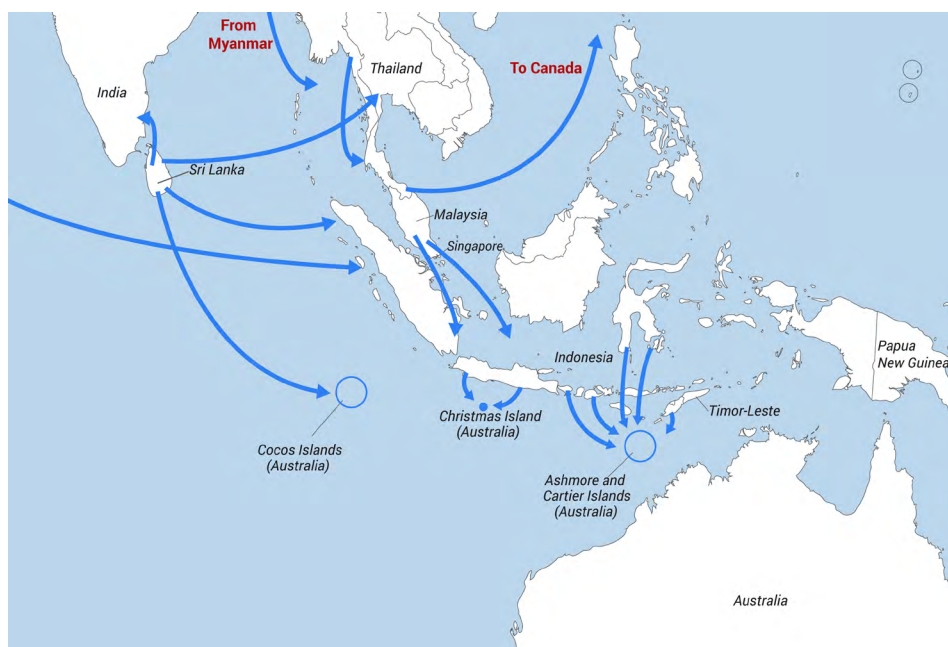 From
Myanmar
Thailand
To Canada
India
Sri Lanka
Malaysia
Singapore
Indonesia
Papua
New Guinea
Timor-Leste
Christmas Island
(Australia)
Cocos Islands
(Australia)
Ashmore and
Cartier Islands
(Australia)
Australia